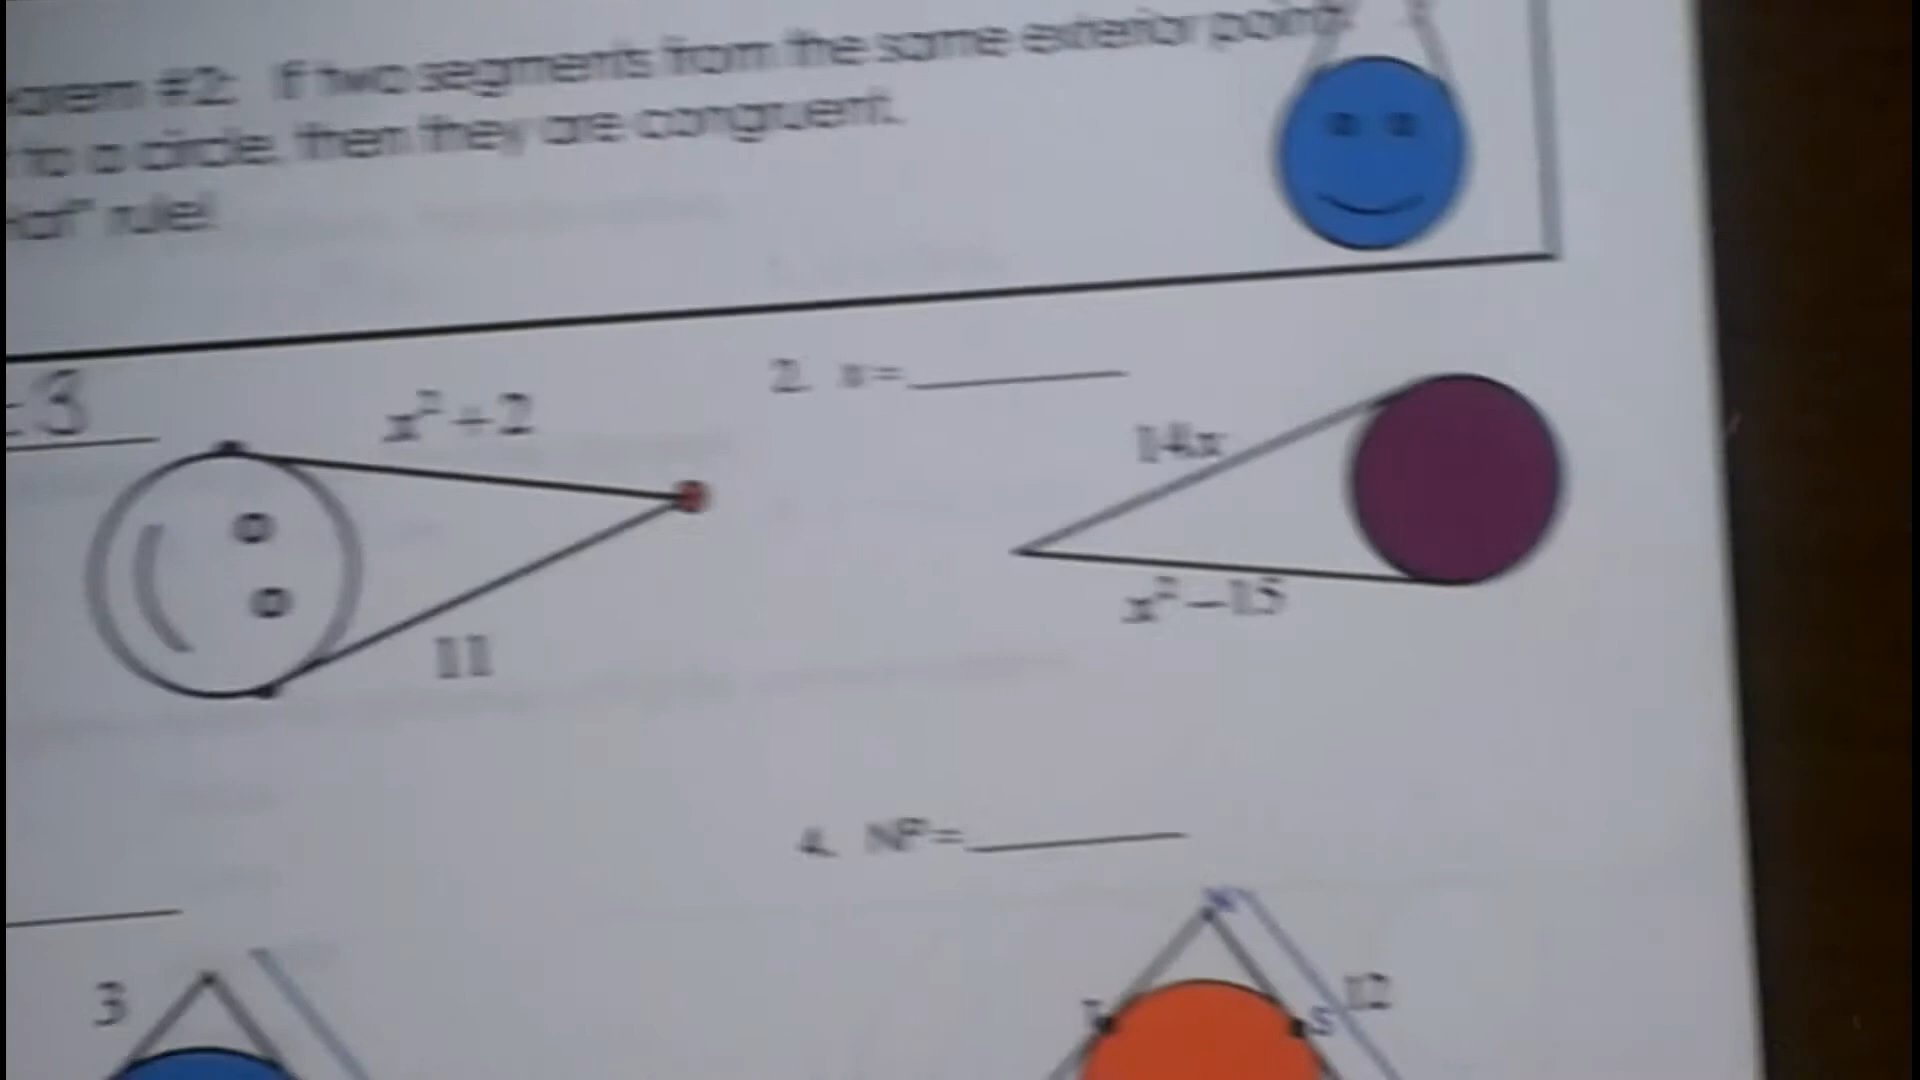 #2: If two segments from the same exterior point
to a circle, then they are congruent.
rule!
= 3
x² + 2
11
2. x =
14x
x² – 15
4. NP =
3
N
T
S
12